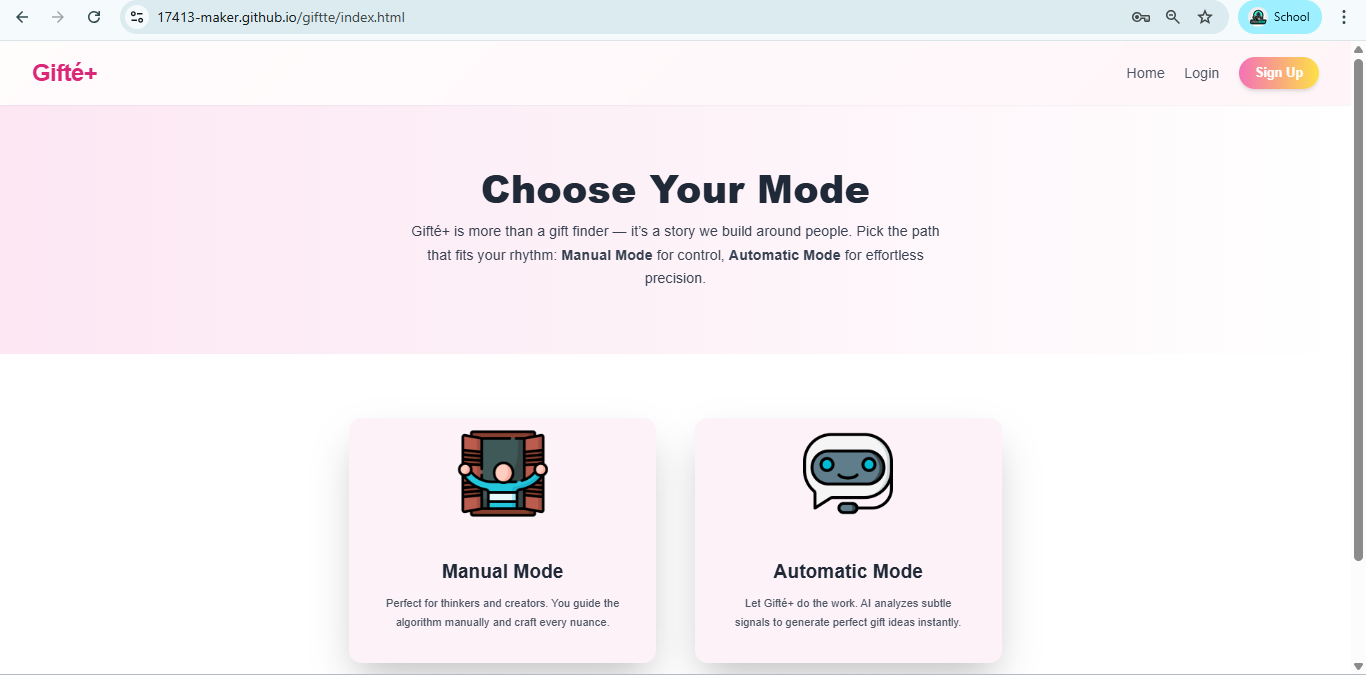 17413-maker.github.io/giftte/index.html
School
Gifté+
Home
Login
Sign Up
Choose Your Mode
Gifté+ is more than a gift finder — it’s a story we build around people. Pick the path
that fits your rhythm: Manual Mode for control, Automatic Mode for effortless
precision.
Manual Mode
Perfect for thinkers and creators. You guide the
algorithm manually and craft every nuance.
Automatic Mode
Let Gifté+ do the work. AI analyzes subtle
signals to generate perfect gift ideas instantly.